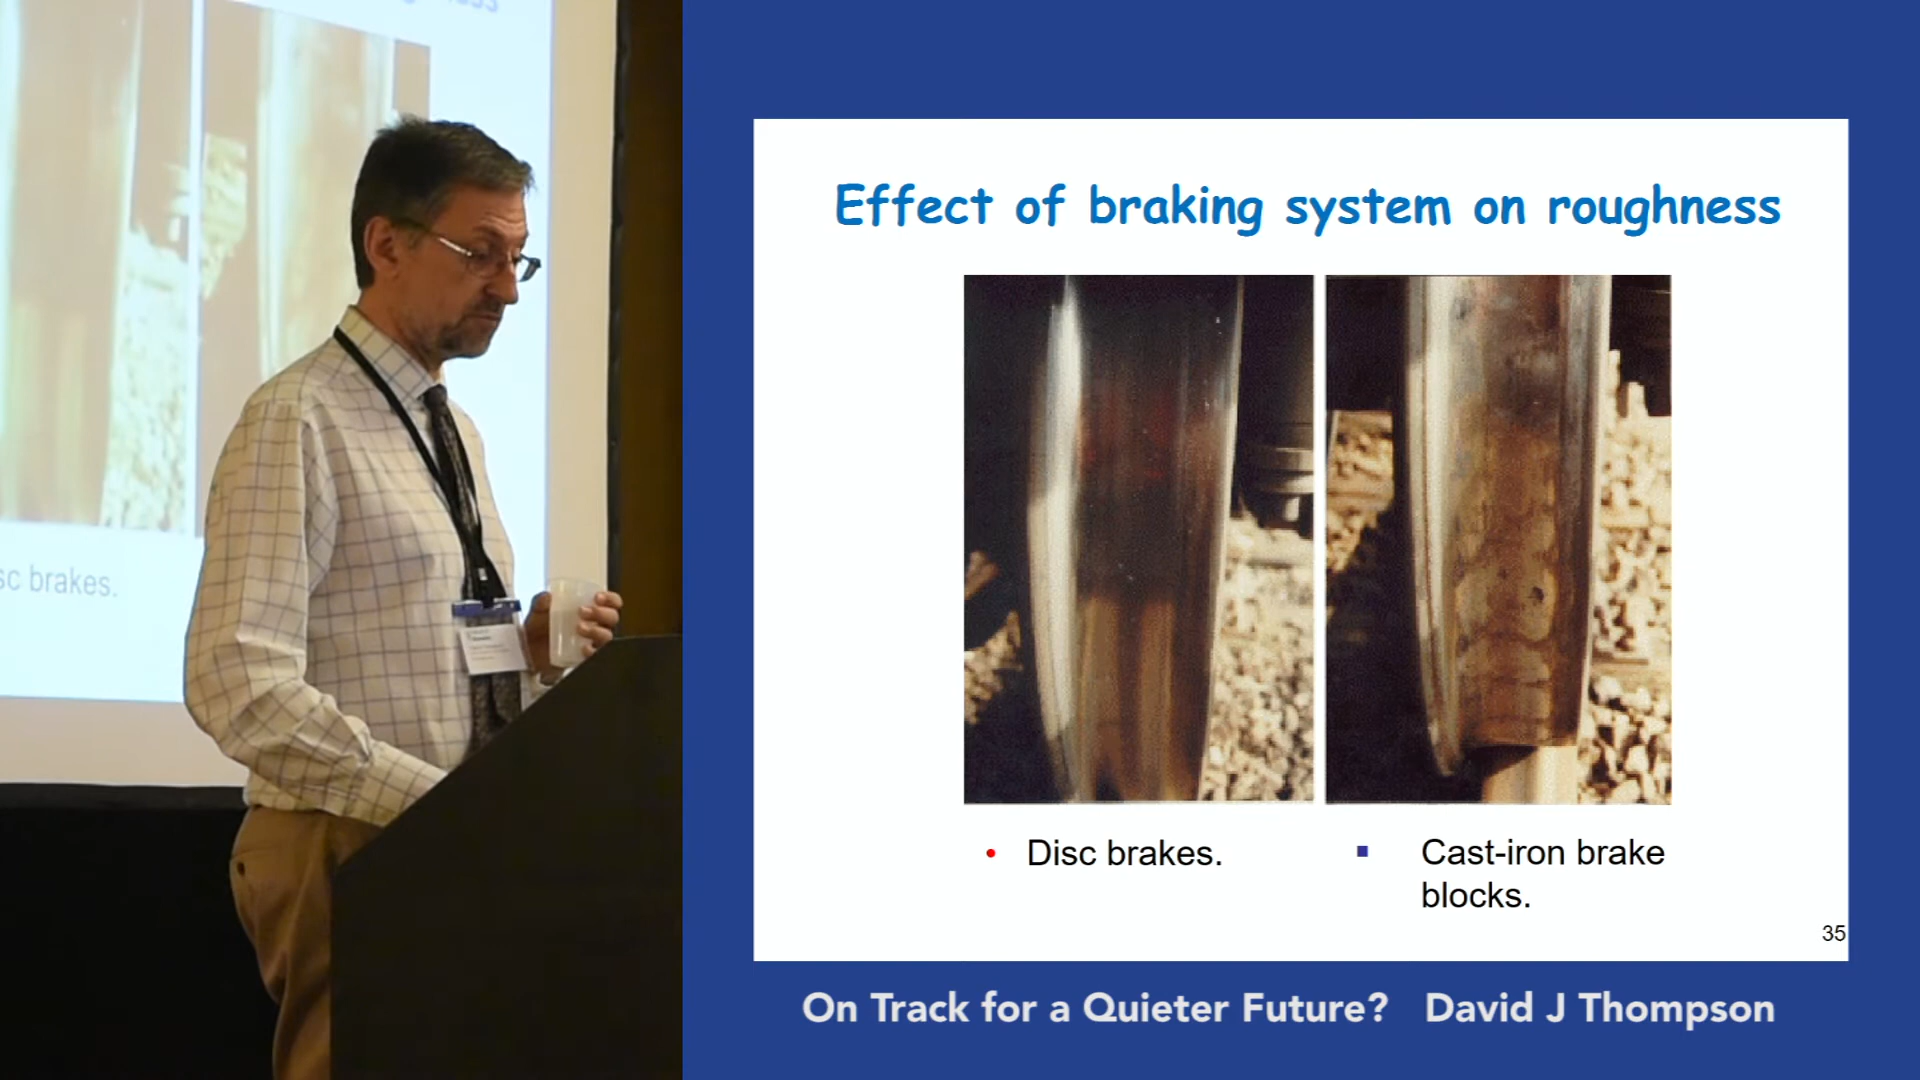 sc brakes.
Effect of braking system on roughness
• Disc brakes.
▪ Cast-iron brake
blocks.
35
On Track for a Quieter Future? David J Thompson